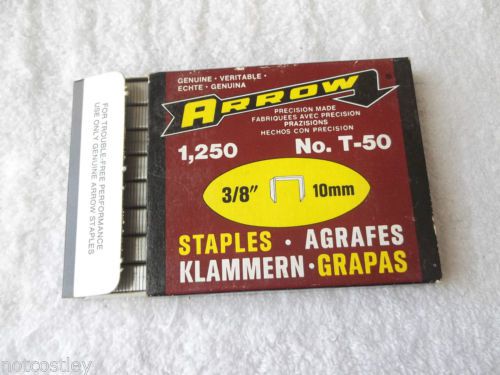 GENUINE · VERITABLE ·
ECHTE · GENUINA
ARROW
PRECISION MADE
FABRIQUEES AVEC PRECISION
PRAZISIONS
HECHOS CON PRECISION
1,250 No. T-50
3/8" 10mm
STAPLES · AGRAFES
KLAMMERN · GRAPAS
FOR TROUBLE-FREE PERFORMANCE
USE ONLY GENUINE ARROW STAPLES
notcostley